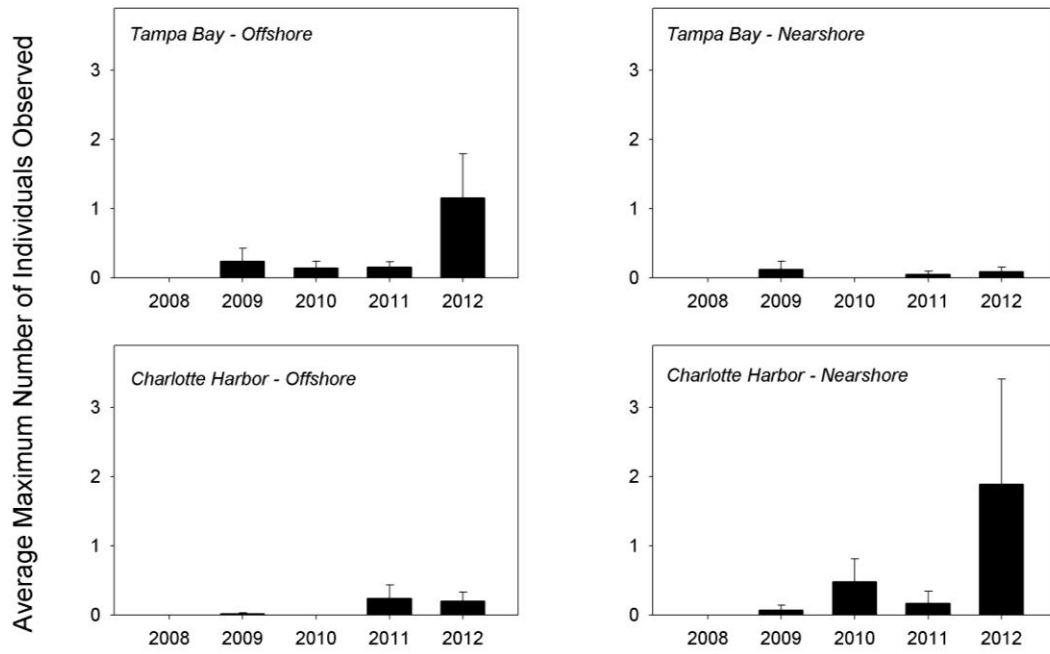 Average Maximum Number of Individuals Observed
Tampa Bay - Offshore
3
2
1
0
2008 2009 2010 2011 2012
Tampa Bay - Nearshore
3
2
1
0
2008 2009 2010 2011 2012
Charlotte Harbor - Offshore
3
2
1
0
2008 2009 2010 2011 2012
Charlotte Harbor - Nearshore
3
2
1
0
2008 2009 2010 2011 2012